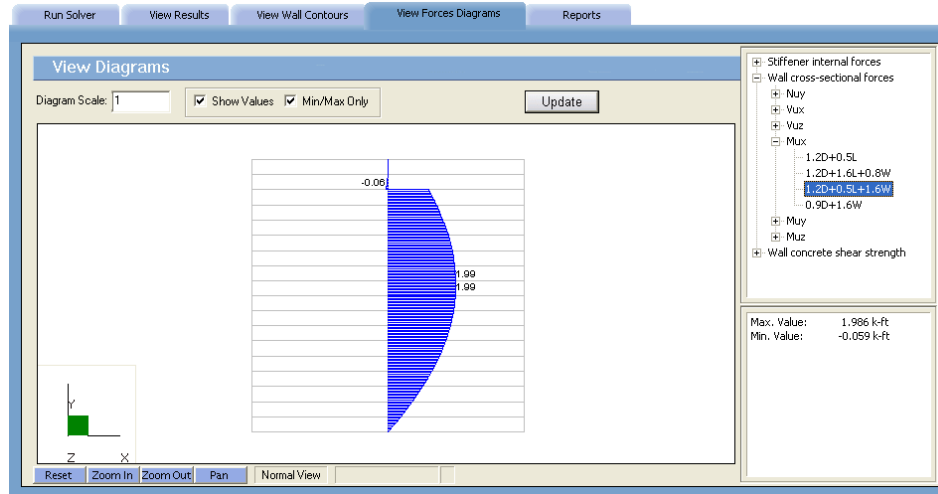 Run Solver View Results View Wall Contours View Forces Diagrams Reports
View Diagrams
Diagram Scale: 1 Show Values Min/Max Only Update
-0.06
1.99
1.99
Y
Z X
Reset Zoom In Zoom Out Pan Normal View
Stiffener internal forces
Wall cross-sectional forces
Nuy
Vux
Vuz
Mux
1.2D+0.5L
1.2D+1.6L+0.8W
1.2D+0.5L+1.6W
0.9D+1.6W
Muy
Muz
Wall concrete shear strength
Max. Value: 1.986 k-ft
Min. Value: -0.059 k-ft